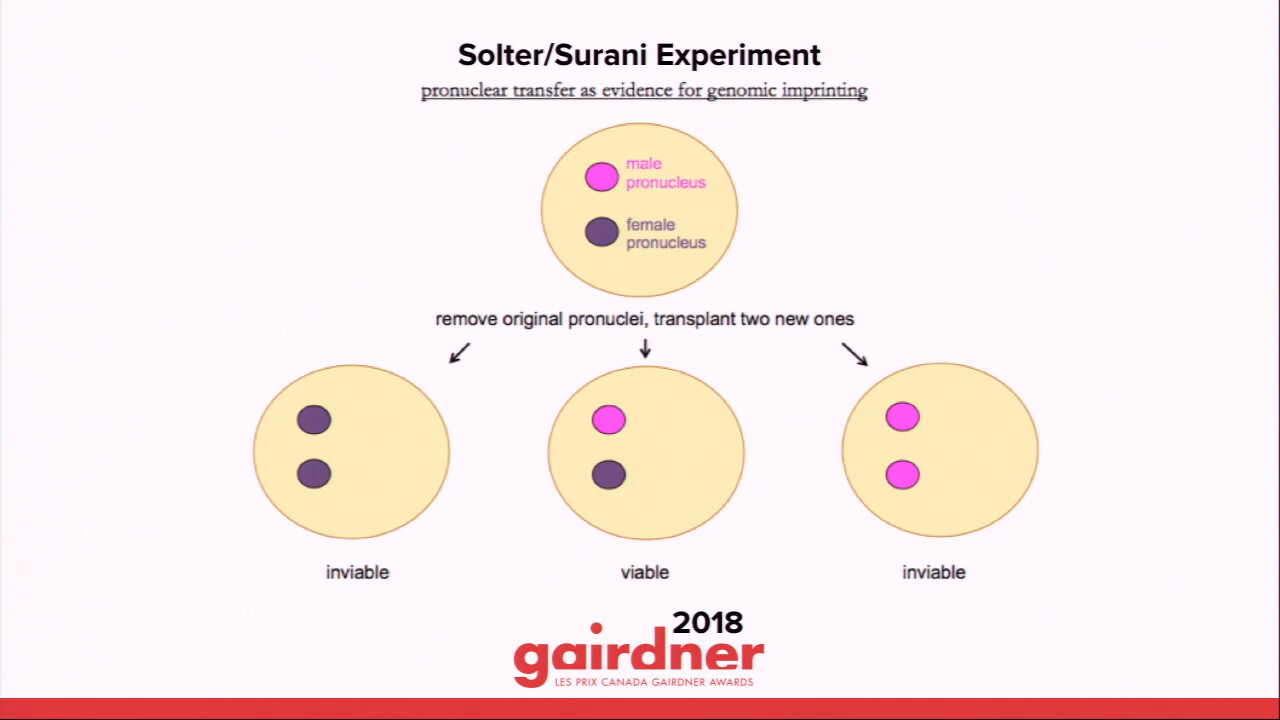 Solter/Surani Experiment
pronuclear transfer as evidence for genomic imprinting
male
pronucleus
female
pronucleus
remove original pronuclei, transplant two new ones
inviable
viable
inviable
2018
gairdner
LES PRIX CANADA GAIRDNER AWARDS